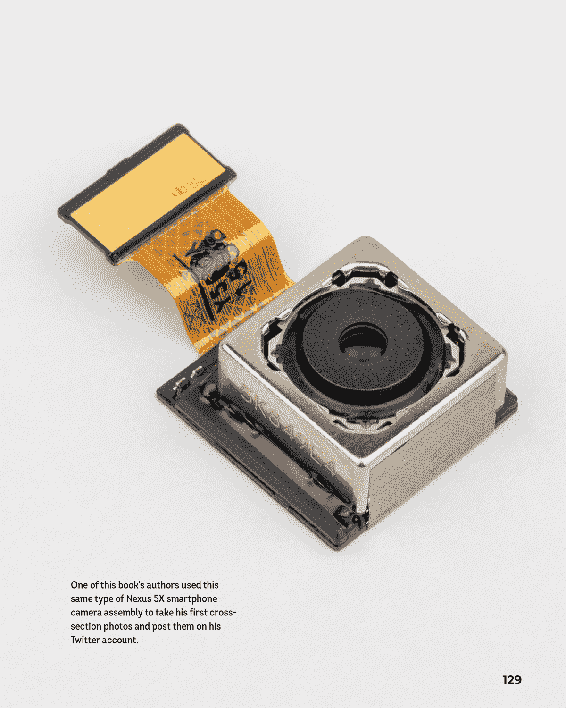 One of this book's authors used this
same type of Nexus 5X smartphone
camera assembly to take his first cross-
section photos and post them on his
Twitter account.
129